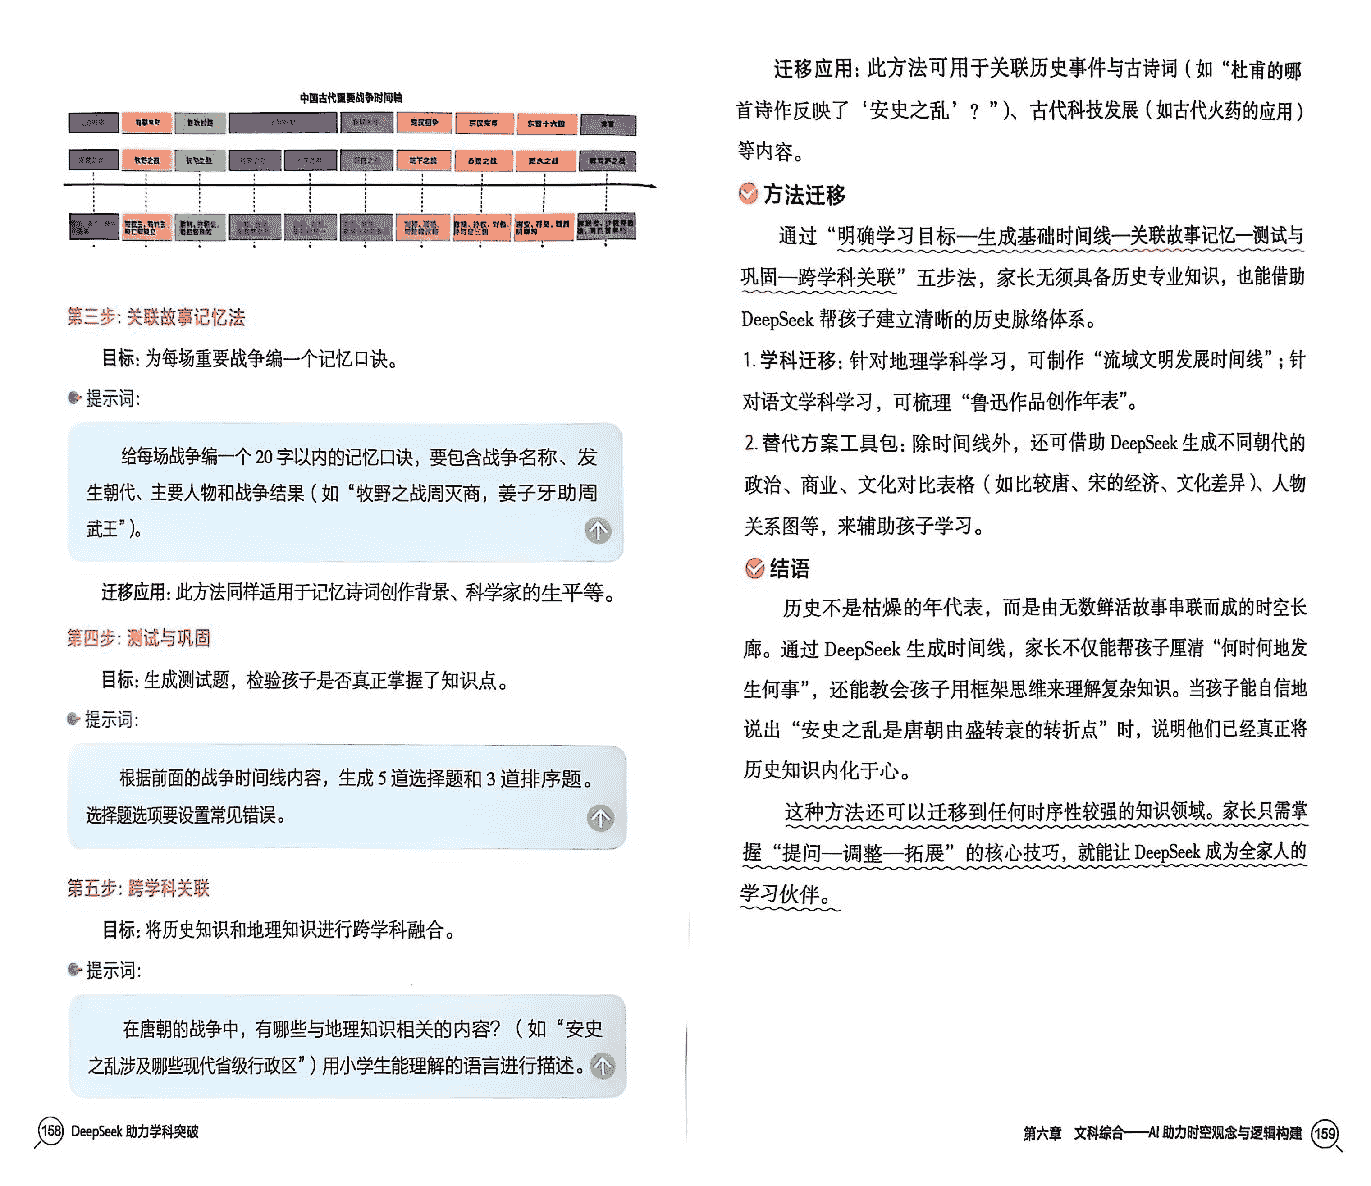 中国古代重要战争时间轴
牧野之战
垓下之战
赤壁之战
淝水之战
第三步：关联故事记忆法
目标：为每场重要战争编一个记忆口诀。
提示词：
给每场战争编一个 20 字以内的记忆口诀，要包含战争名称、发
生朝代、主要人物和战争结果（如“牧野之战周灭商，姜子牙助周
武王”）。
迁移应用：此方法同样适用于记忆诗词创作背景、科学家的生平等。
第四步：测试与巩固
目标：生成测试题，检验孩子是否真正掌握了知识点。
提示词：
根据前面的战争时间线内容，生成 5 道选择题和 3 道排序题。
选择题选项要设置常见错误。
第五步：跨学科关联
目标：将历史知识和地理知识进行跨学科融合。
提示词：
在唐朝的战争中，有哪些与地理知识相关的内容？（如“安史
之乱涉及哪些现代省级行政区”）用小学生能理解的语言进行描述。
158 DeepSeek 助力学科突破
迁移应用：此方法可用于关联历史事件与古诗词（如“杜甫的哪
首诗作反映了‘安史之乱’？”）、古代科技发展（如古代火药的应用）
等内容。
方法迁移
通过“明确学习目标—生成基础时间线—关联故事记忆—测试与
巩固—跨学科关联”五步法，家长无须具备历史专业知识，也能借助
DeepSeek 帮孩子建立清晰的历史脉络体系。
1. 学科迁移：针对地理学科学习，可制作“流域文明发展时间线”；针
对语文学科学习，可梳理“鲁迅作品创作年表”。
2. 替代方案工具包：除时间线外，还可借助 DeepSeek 生成不同朝代的
政治、商业、文化对比表格（如比较唐、宋的经济、文化差异）、人物
关系图等，来辅助孩子学习。
结语
历史不是枯燥的年代表，而是由无数鲜活故事串联而成的时空长
廊。通过 DeepSeek 生成时间线，家长不仅能帮孩子厘清“何时何地发
生何事”，还能教会孩子用框架思维来理解复杂知识。当孩子能自信地
说出“安史之乱是唐朝由盛转衰的转折点”时，说明他们已经真正将
历史知识内化于心。
这种方法还可以迁移到任何时序性较强的知识领域。家长只需掌
握“提问—调整—拓展”的核心技巧，就能让 DeepSeek 成为全家人的
学习伙伴。
第六章 文科综合——AI 助力时空观念与逻辑构建 159